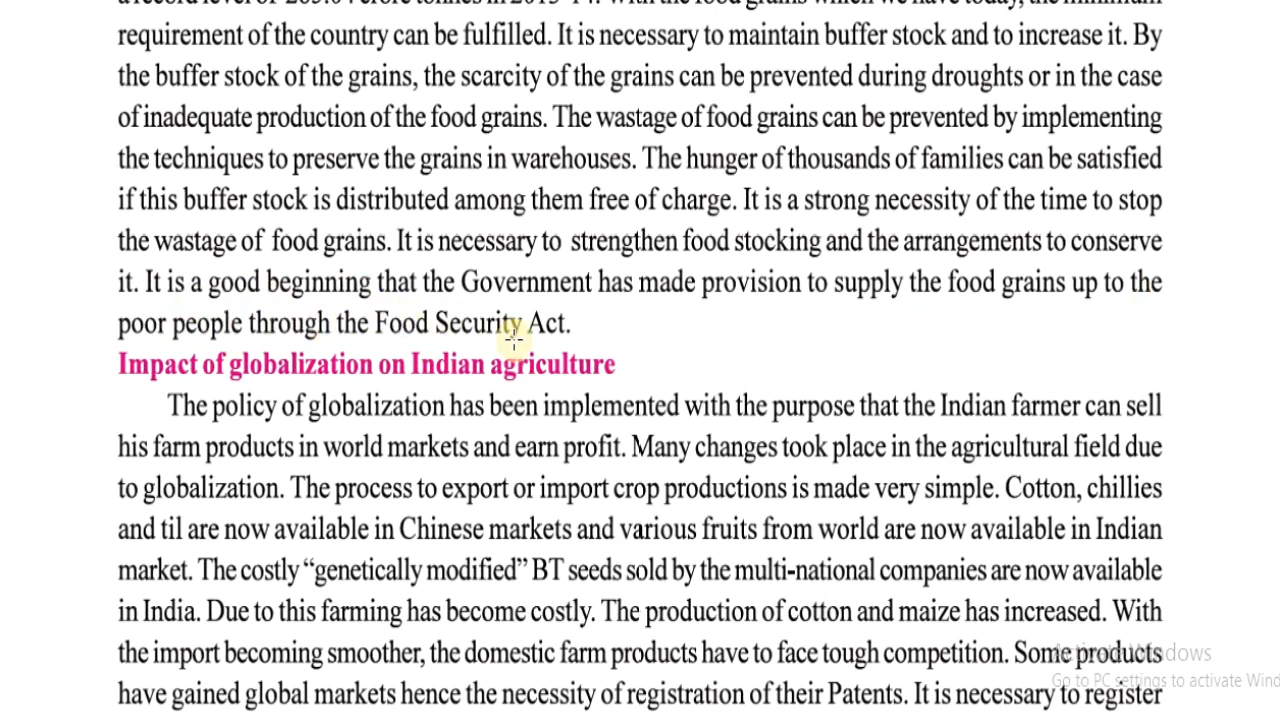 requirement of the country can be fulfilled. It is necessary to maintain buffer stock and to increase it. By
the buffer stock of the grains, the scarcity of the grains can be prevented during droughts or in the case
of inadequate production of the food grains. The wastage of food grains can be prevented by implementing
the techniques to preserve the grains in warehouses. The hunger of thousands of families can be satisfied
if this buffer stock is distributed among them free of charge. It is a strong necessity of the time to stop
the wastage of food grains. It is necessary to strengthen food stocking and the arrangements to conserve
it. It is a good beginning that the Government has made provision to supply the food grains up to the
poor people through the Food Security Act.
Impact of globalization on Indian agriculture
The policy of globalization has been implemented with the purpose that the Indian farmer can sell
his farm products in world markets and earn profit. Many changes took place in the agricultural field due
to globalization. The process to export or import crop productions is made very simple. Cotton, chillies
and til are now available in Chinese markets and various fruits from world are now available in Indian
market. The costly “genetically modified” BT seeds sold by the multi-national companies are now available
in India. Due to this farming has become costly. The production of cotton and maize has increased. With
the import becoming smoother, the domestic farm products have to face tough competition. Some products
have gained global markets hence the necessity of registration of their Patents. It is necessary to register
Activate Windows
Go to PC settings to activate Wind